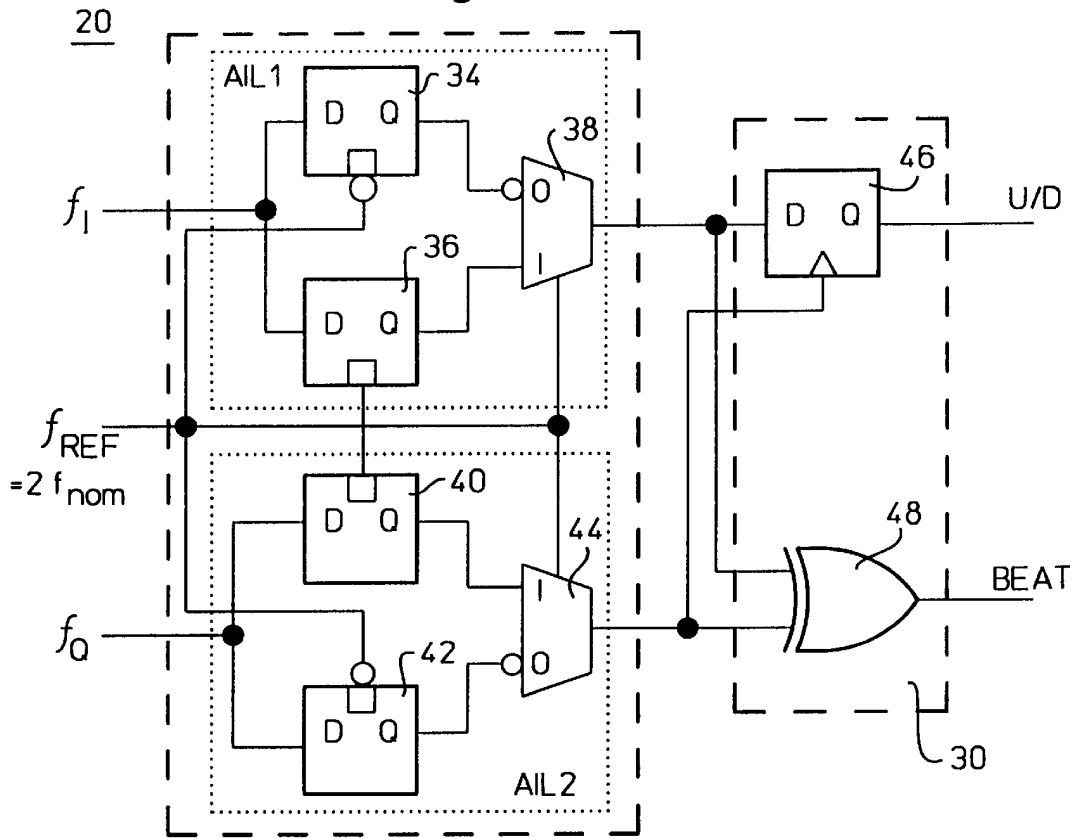 20
AIL1
34
D Q
38
0
f_I
36
1
D Q
46
D Q
U/D
f_REF
=2 f_nom
40
D Q
44
1
48
BEAT
f_Q
42
0
D Q
AIL2
30